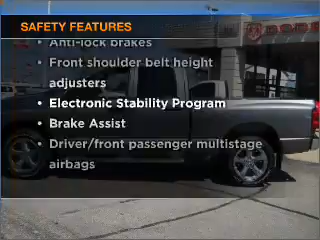 SAFETY FEATURES
• Anti-lock brakes
• Front shoulder belt height
adjusters
• Electronic Stability Program
• Brake Assist
• Driver/front passenger multistage
airbags